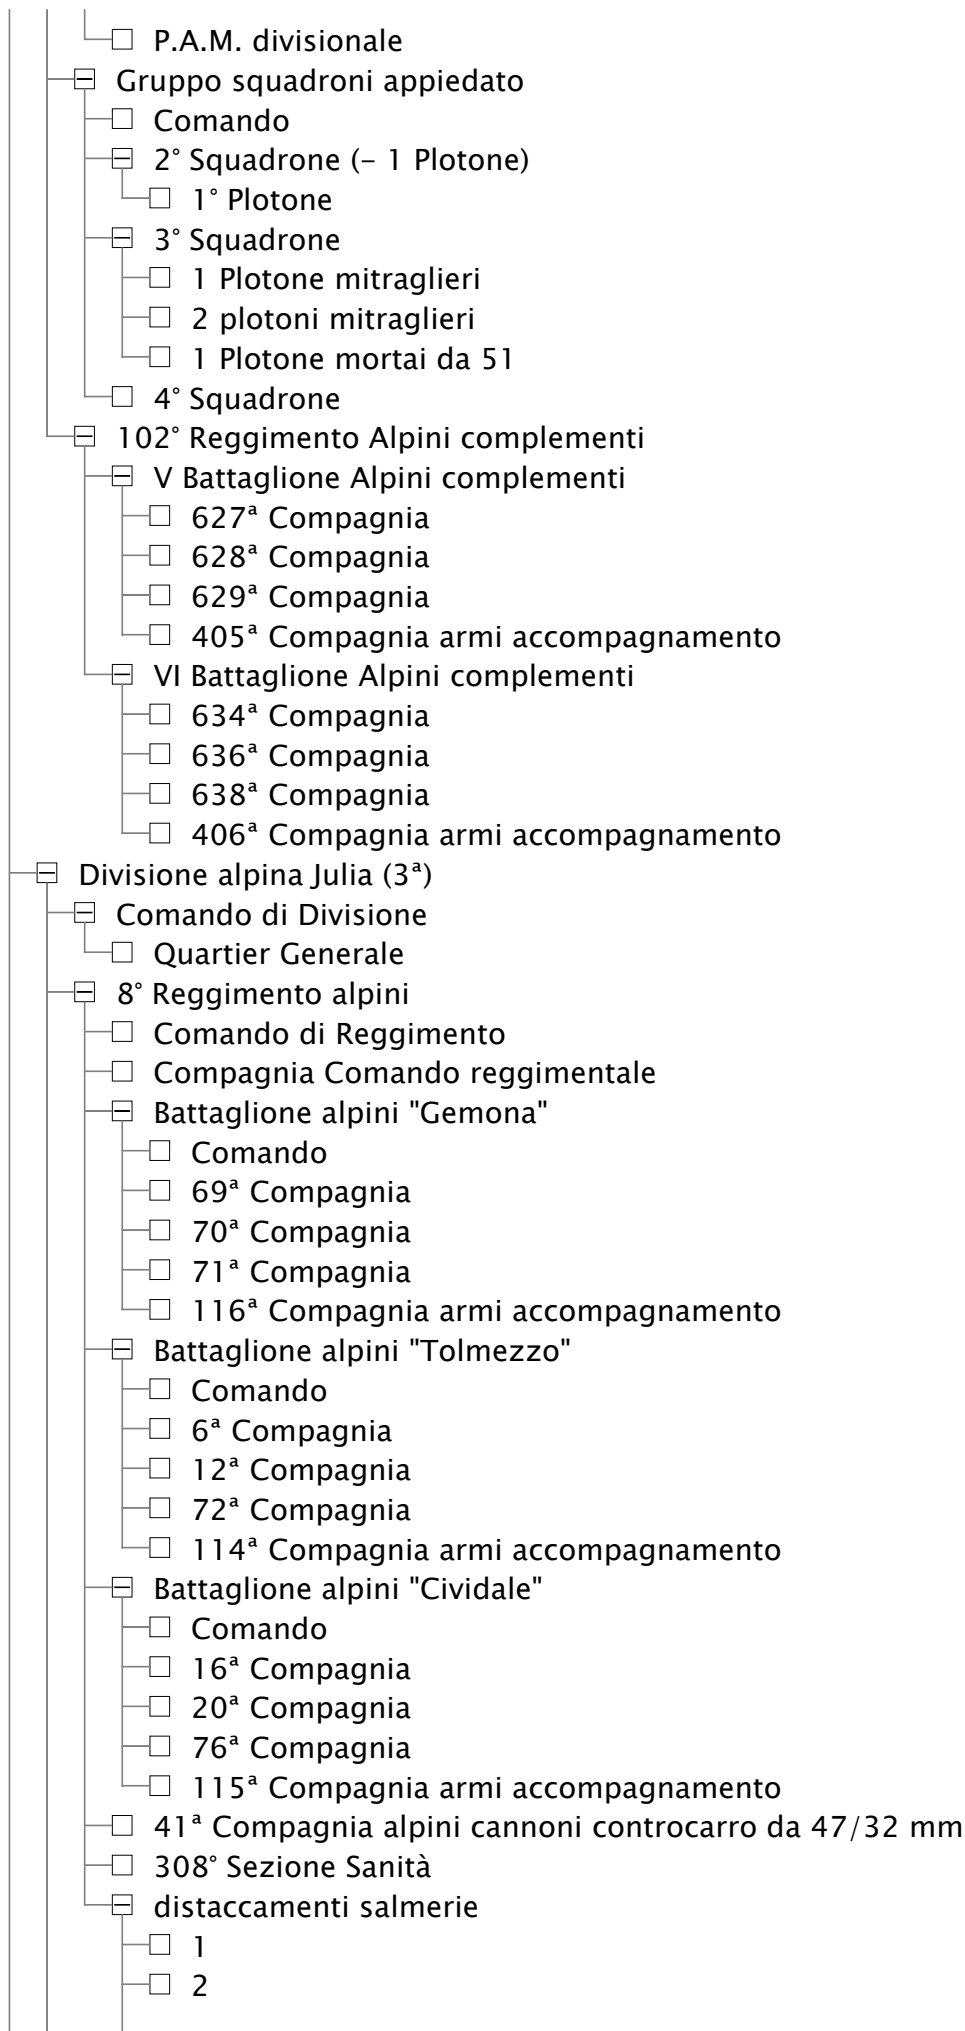 P.A.M. divisionale
Gruppo squadroni appiedato
Comando
2° Squadrone (– 1 Plotone)
1° Plotone
3° Squadrone
1 Plotone mitraglieri
2 plotoni mitraglieri
1 Plotone mortai da 51
4° Squadrone
102° Reggimento Alpini complementi
V Battaglione Alpini complementi
627ª Compagnia
628ª Compagnia
629ª Compagnia
405ª Compagnia armi accompagnamento
VI Battaglione Alpini complementi
634ª Compagnia
636ª Compagnia
638ª Compagnia
406ª Compagnia armi accompagnamento
Divisione alpina Julia (3ª)
Comando di Divisione
Quartier Generale
8° Reggimento alpini
Comando di Reggimento
Compagnia Comando reggimentale
Battaglione alpini "Gemona"
Comando
69ª Compagnia
70ª Compagnia
71ª Compagnia
116ª Compagnia armi accompagnamento
Battaglione alpini "Tolmezzo"
Comando
6ª Compagnia
12ª Compagnia
72ª Compagnia
114ª Compagnia armi accompagnamento
Battaglione alpini "Cividale"
Comando
16ª Compagnia
20ª Compagnia
76ª Compagnia
115ª Compagnia armi accompagnamento
41ª Compagnia alpini cannoni controcarro da 47/32 mm
308° Sezione Sanità
distaccamenti salmerie
1
2